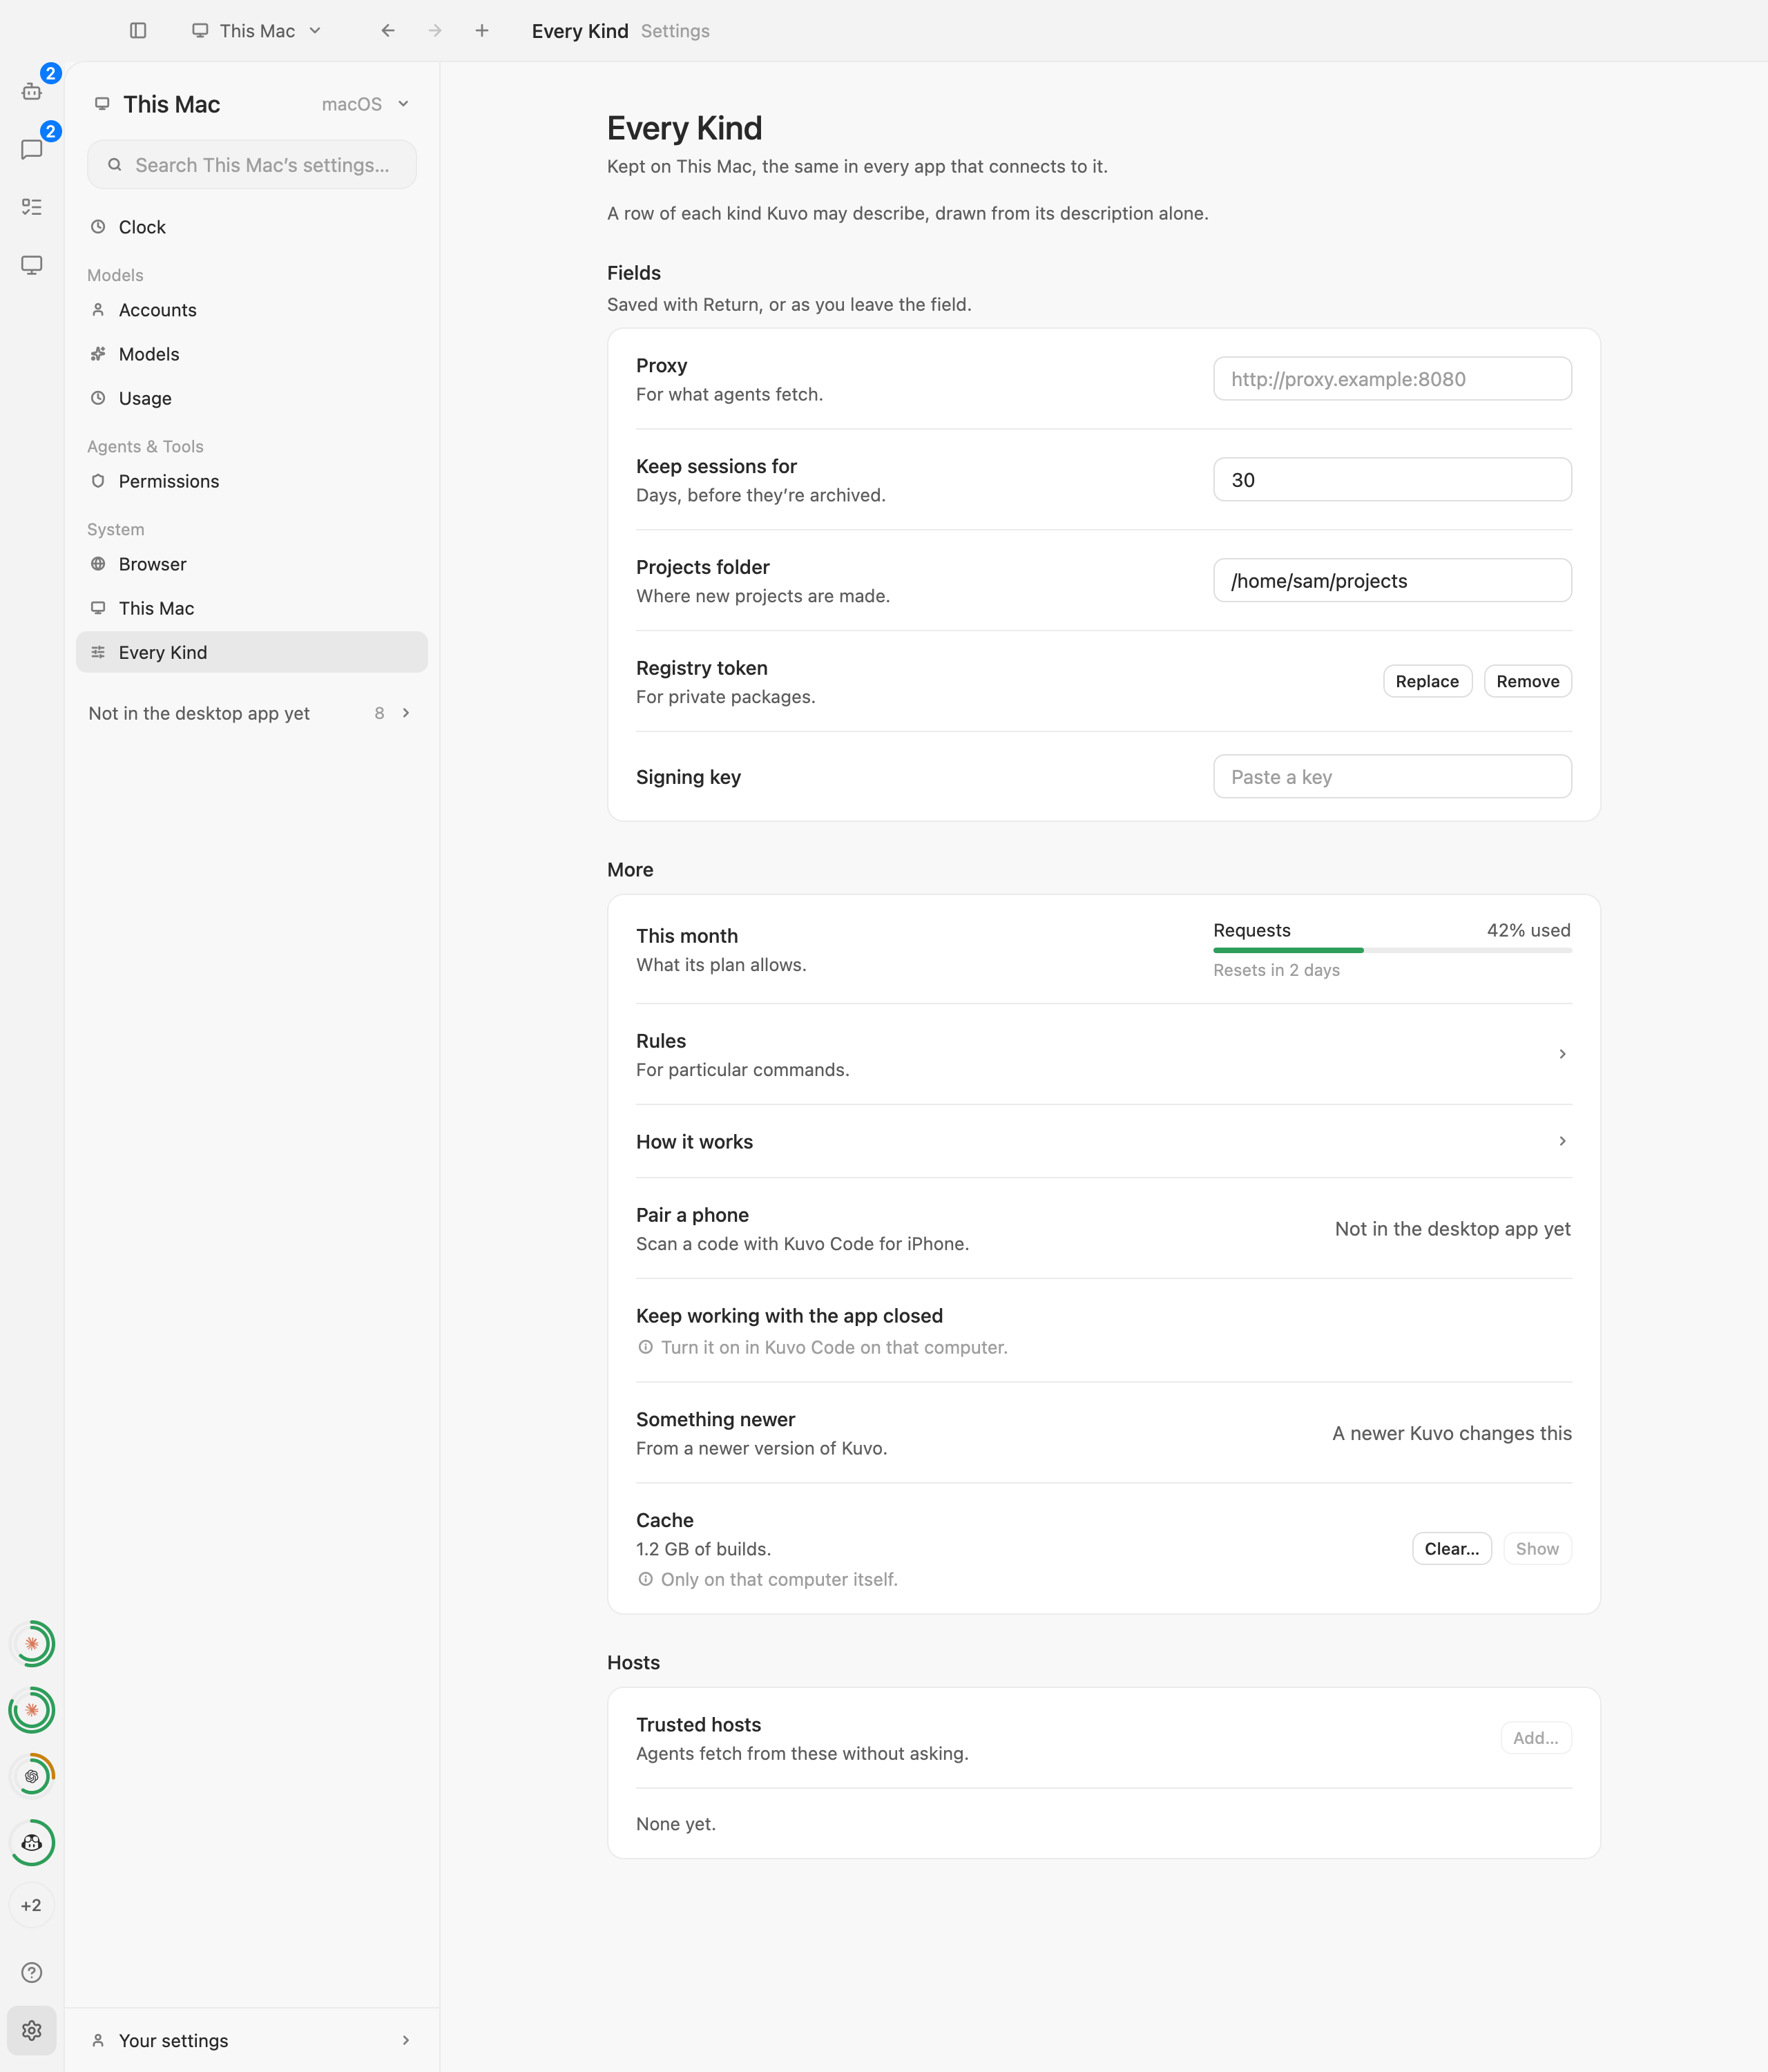 This Mac
Every Kind Settings
2
2
This Mac macOS
Search This Mac’s settings...
Clock
Models
Accounts
Models
Usage
Agents & Tools
Permissions
System
Browser
This Mac
Every Kind
Not in the desktop app yet 8
+2
Your settings
Every Kind
Kept on This Mac, the same in every app that connects to it.
A row of each kind Kuvo may describe, drawn from its description alone.
Fields
Saved with Return, or as you leave the field.
Proxy
For what agents fetch.
http://proxy.example:8080
Keep sessions for
Days, before they’re archived.
30
Projects folder
Where new projects are made.
/home/sam/projects
Registry token
For private packages.
Replace Remove
Signing key
Paste a key
More
This month
What its plan allows.
Requests 42% used
Resets in 2 days
Rules
For particular commands.
How it works
Pair a phone
Scan a code with Kuvo Code for iPhone.
Not in the desktop app yet
Keep working with the app closed
Turn it on in Kuvo Code on that computer.
Something newer
From a newer version of Kuvo.
A newer Kuvo changes this
Cache
1.2 GB of builds.
Only on that computer itself.
Clear... Show
Hosts
Trusted hosts
Agents fetch from these without asking.
Add...
None yet.